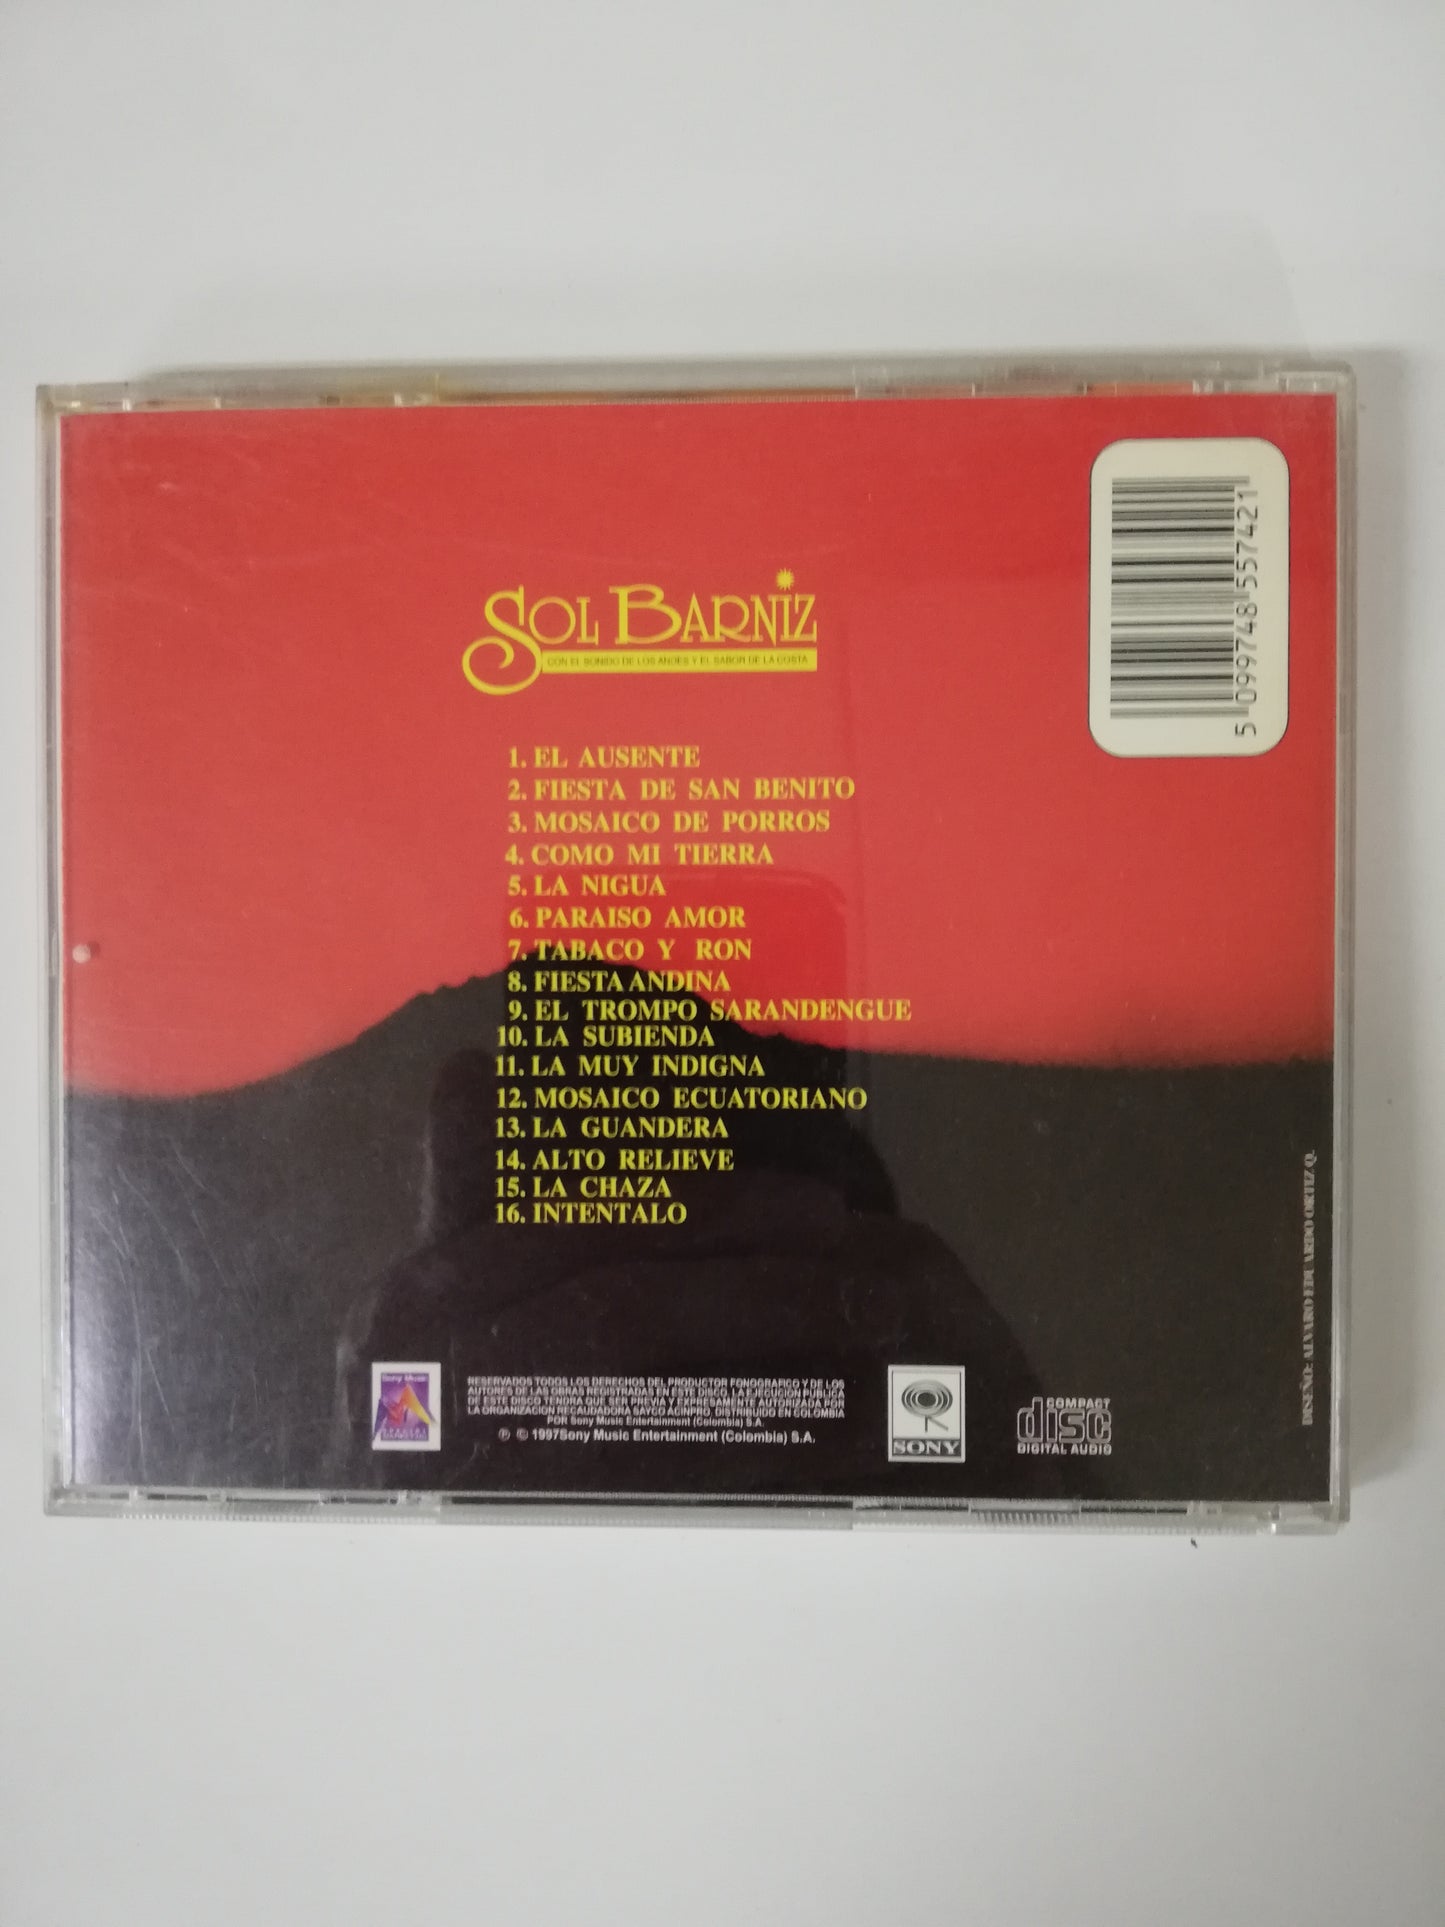 SOL BARNIZ
CON EL SONIDO DE LOS ANDES Y EL SABOR DE LA COSTA
1. EL AUSENTE
2. FIESTA DE SAN BENITO
3. MOSAICO DE PORROS
4. COMO MI TIERRA
5. LA NIGUA
6. PARAISO AMOR
7. TABACO Y RON
8. FIESTA ANDINA
9. EL TROMPO SARANDENGUE
10. LA SUBIENDA
11. LA MUY INDIGNA
12. MOSAICO ECUATORIANO
13. LA GUANDERA
14. ALTO RELIEVE
15. LA CHAZA
16. INTENTALO
5 099748 557421
DISEÑO: ALVARO EDUARDO ORTIZ Q.
Sony Music
SPECIAL
RESERVADOS TODOS LOS DERECHOS DEL PRODUCTOR FONOGRAFICO Y DE LOS
AUTORES DE LAS OBRAS REGISTRADAS EN ESTE DISCO. LA EJECUCION PUBLICA
DE ESTE DISCO TENDRA QUE SER PREVIA Y EXPRESAMENTE AUTORIZADA POR
LA ORGANIZACION RECAUDADORA SAYCO ACINPRO. DISTRIBUIDO EN COLOMBIA
POR Sony Music Entertainment (Colombia) S.A.
℗ © 1997Sony Music Entertainment (Colombia) S.A.
SONY
COMPACT
disc
DIGITAL AUDIO